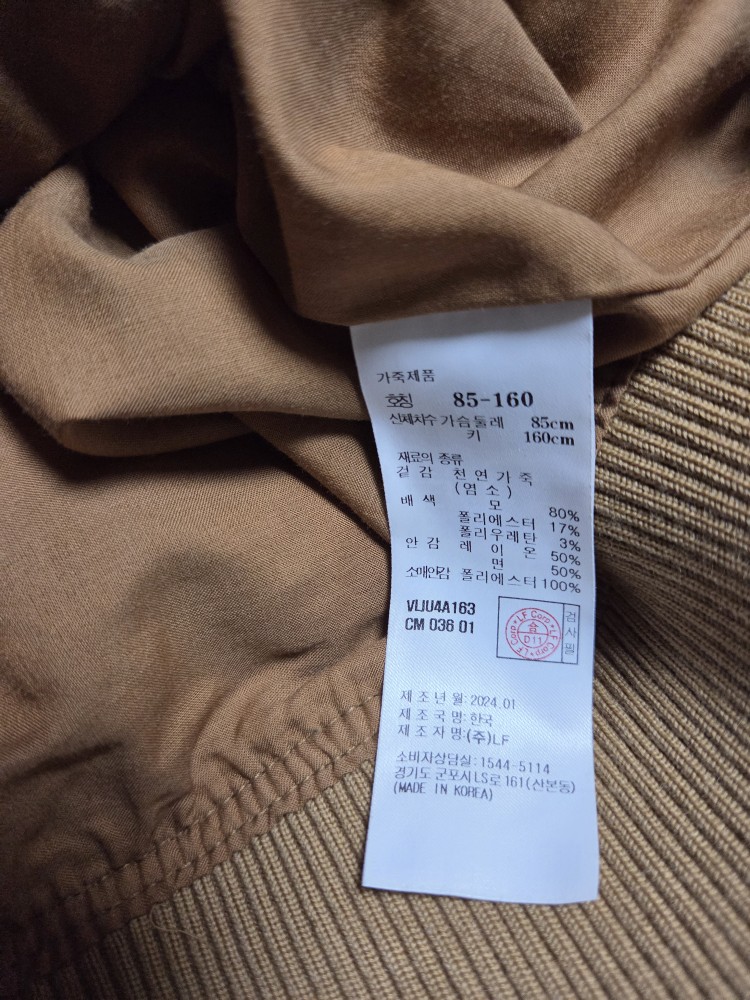 가죽제품
호칭 85-160
신체치수 가슴둘레 85cm
키 160cm
재료의 종류
겉감 천연가죽
(염소)
배색 모 80%
폴리에스터 17%
폴리우레탄 3%
안감 레이온 50%
면 50%
소매안감 폴리에스터 100%
VLJU4A163
CM 036 01
LF Corp LF Corp
합
D11
검사필
제조년월:2024.01
제조국명:한국
제조자명:(주)LF
소비자상담실:1544-5114
경기도 군포시 LS로 161(산본동)
(MADE IN KOREA)